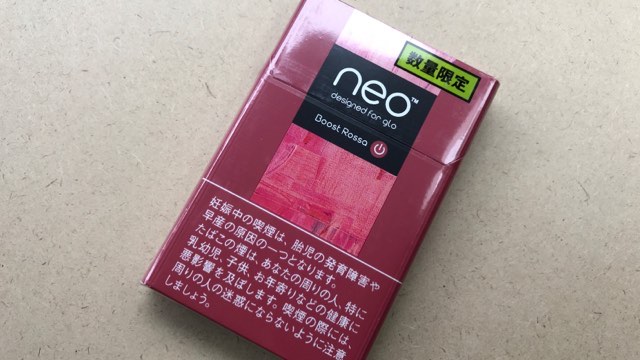 数量限定
neo™
designed for glo
Boost Rossa
妊娠中の喫煙は、胎児の発育障害や
早産の原因の一つとなります。
たばこの煙は、あなたの周りの人、特に
乳幼児、子供、お年寄りなどの健康に
悪影響を及ぼします。喫煙の際には、
周りの人の迷惑にならないように注意
しましょう。